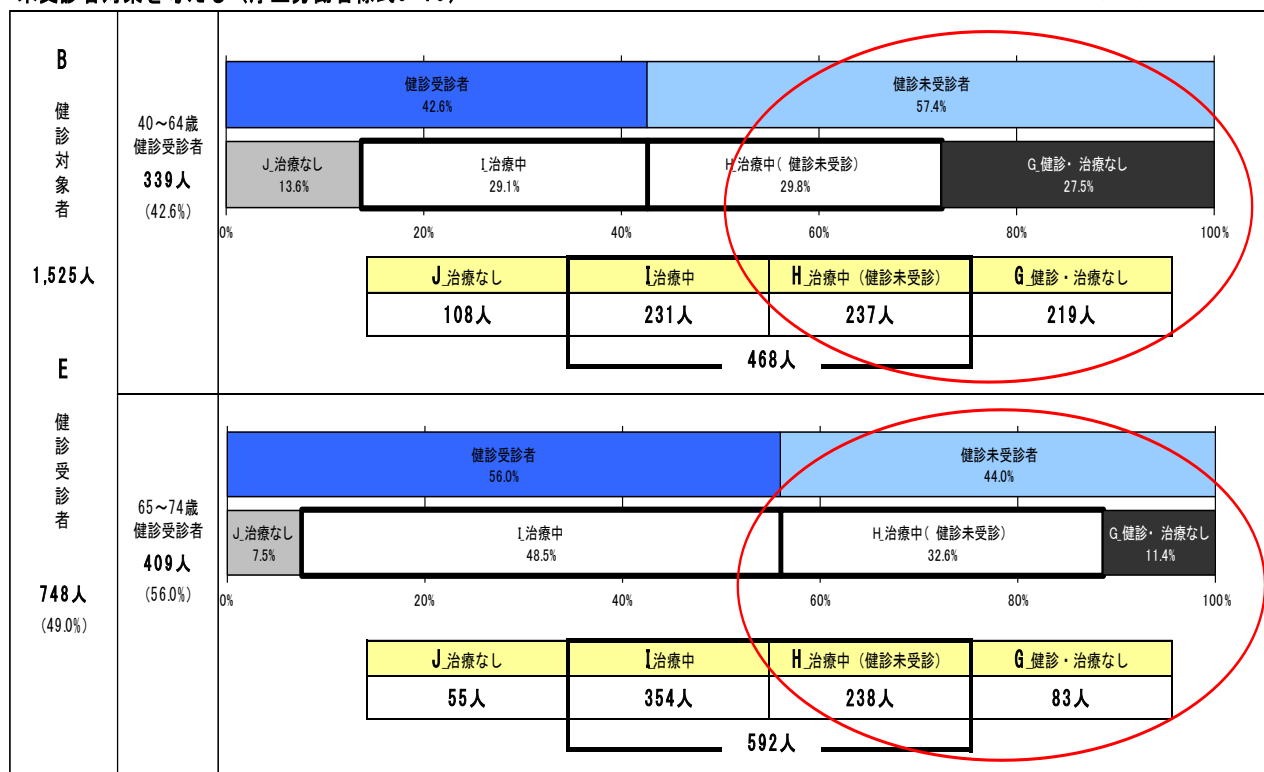 B
健診対象者
1,525人
E
健診受診者
748人
(49.0%)
40～64歳
健診受診者
339人
(42.6%)
健診受診者
42.6%
健診未受診者
57.4%
J_治療なし
13.6%
I_治療中
29.1%
H_治療中( 健診未受診)
29.8%
G_健診・ 治療なし
27.5%
0% 20% 40% 60% 80% 100%
J_治療なし I_治療中 H_治療中（健診未受診） G_健診・治療なし
108人 231人 237人 219人
468人
65～74歳
健診受診者
409人
(56.0%)
健診受診者
56.0%
健診未受診者
44.0%
J_治療なし
7.5%
I_治療中
48.5%
H_治療中( 健診未受診)
32.6%
G_健診・ 治療なし
11.4%
0% 20% 40% 60% 80% 100%
J_治療なし I_治療中 H_治療中（健診未受診） G_健診・治療なし
55人 354人 238人 83人
592人